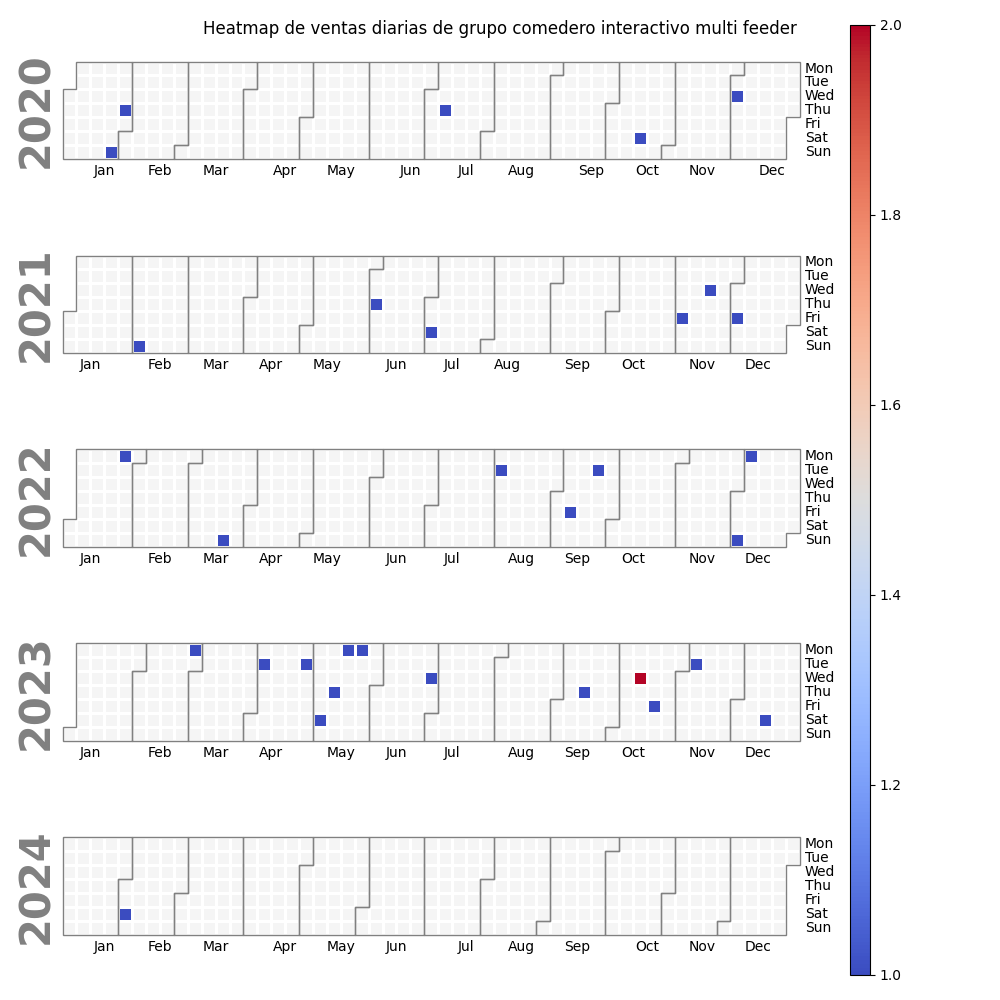 Heatmap de ventas diarias de grupo comedero interactivo multi feeder
2020
Mon
Tue
Wed
Thu
Fri
Sat
Sun
Jan Feb Mar Apr May Jun Jul Aug Sep Oct Nov Dec
2021
Mon
Tue
Wed
Thu
Fri
Sat
Sun
Jan Feb Mar Apr May Jun Jul Aug Sep Oct Nov Dec
2022
Mon
Tue
Wed
Thu
Fri
Sat
Sun
Jan Feb Mar Apr May Jun Jul Aug Sep Oct Nov Dec
2023
Mon
Tue
Wed
Thu
Fri
Sat
Sun
Jan Feb Mar Apr May Jun Jul Aug Sep Oct Nov Dec
2024
Mon
Tue
Wed
Thu
Fri
Sat
Sun
Jan Feb Mar Apr May Jun Jul Aug Sep Oct Nov Dec
2.0
1.8
1.6
1.4
1.2
1.0